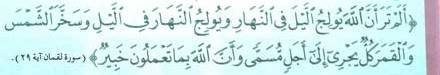 ﴿أَلَمْ تَرَ أَنَّ اللَّهَ يُولِجُ اللَّيْلَ فِي النَّهَارِ وَيُولِجُ النَّهَارَ فِي اللَّيْلِ وَسَخَّرَ الشَّمْسَ
وَالْقَمَرَ كُلٌّ يَجْرِي إِلَىٰ أَجَلٍ مُّسَمًّى وَأَنَّ اللَّهَ بِمَا تَعْمَلُونَ خَبِيرٌ﴾ (سورة لقمان آية ٢٩).